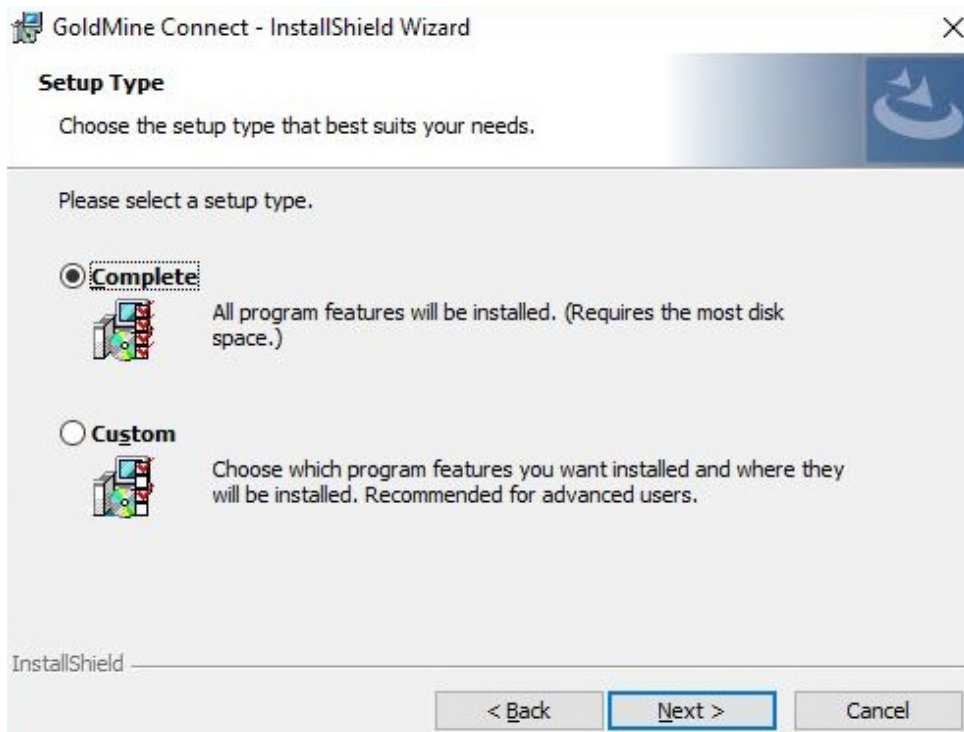 GoldMine Connect - InstallShield Wizard
Setup Type
Choose the setup type that best suits your needs.
Please select a setup type.
Complete
All program features will be installed. (Requires the most disk
space.)
Custom
Choose which program features you want installed and where they
will be installed. Recommended for advanced users.
InstallShield
< Back Next > Cancel